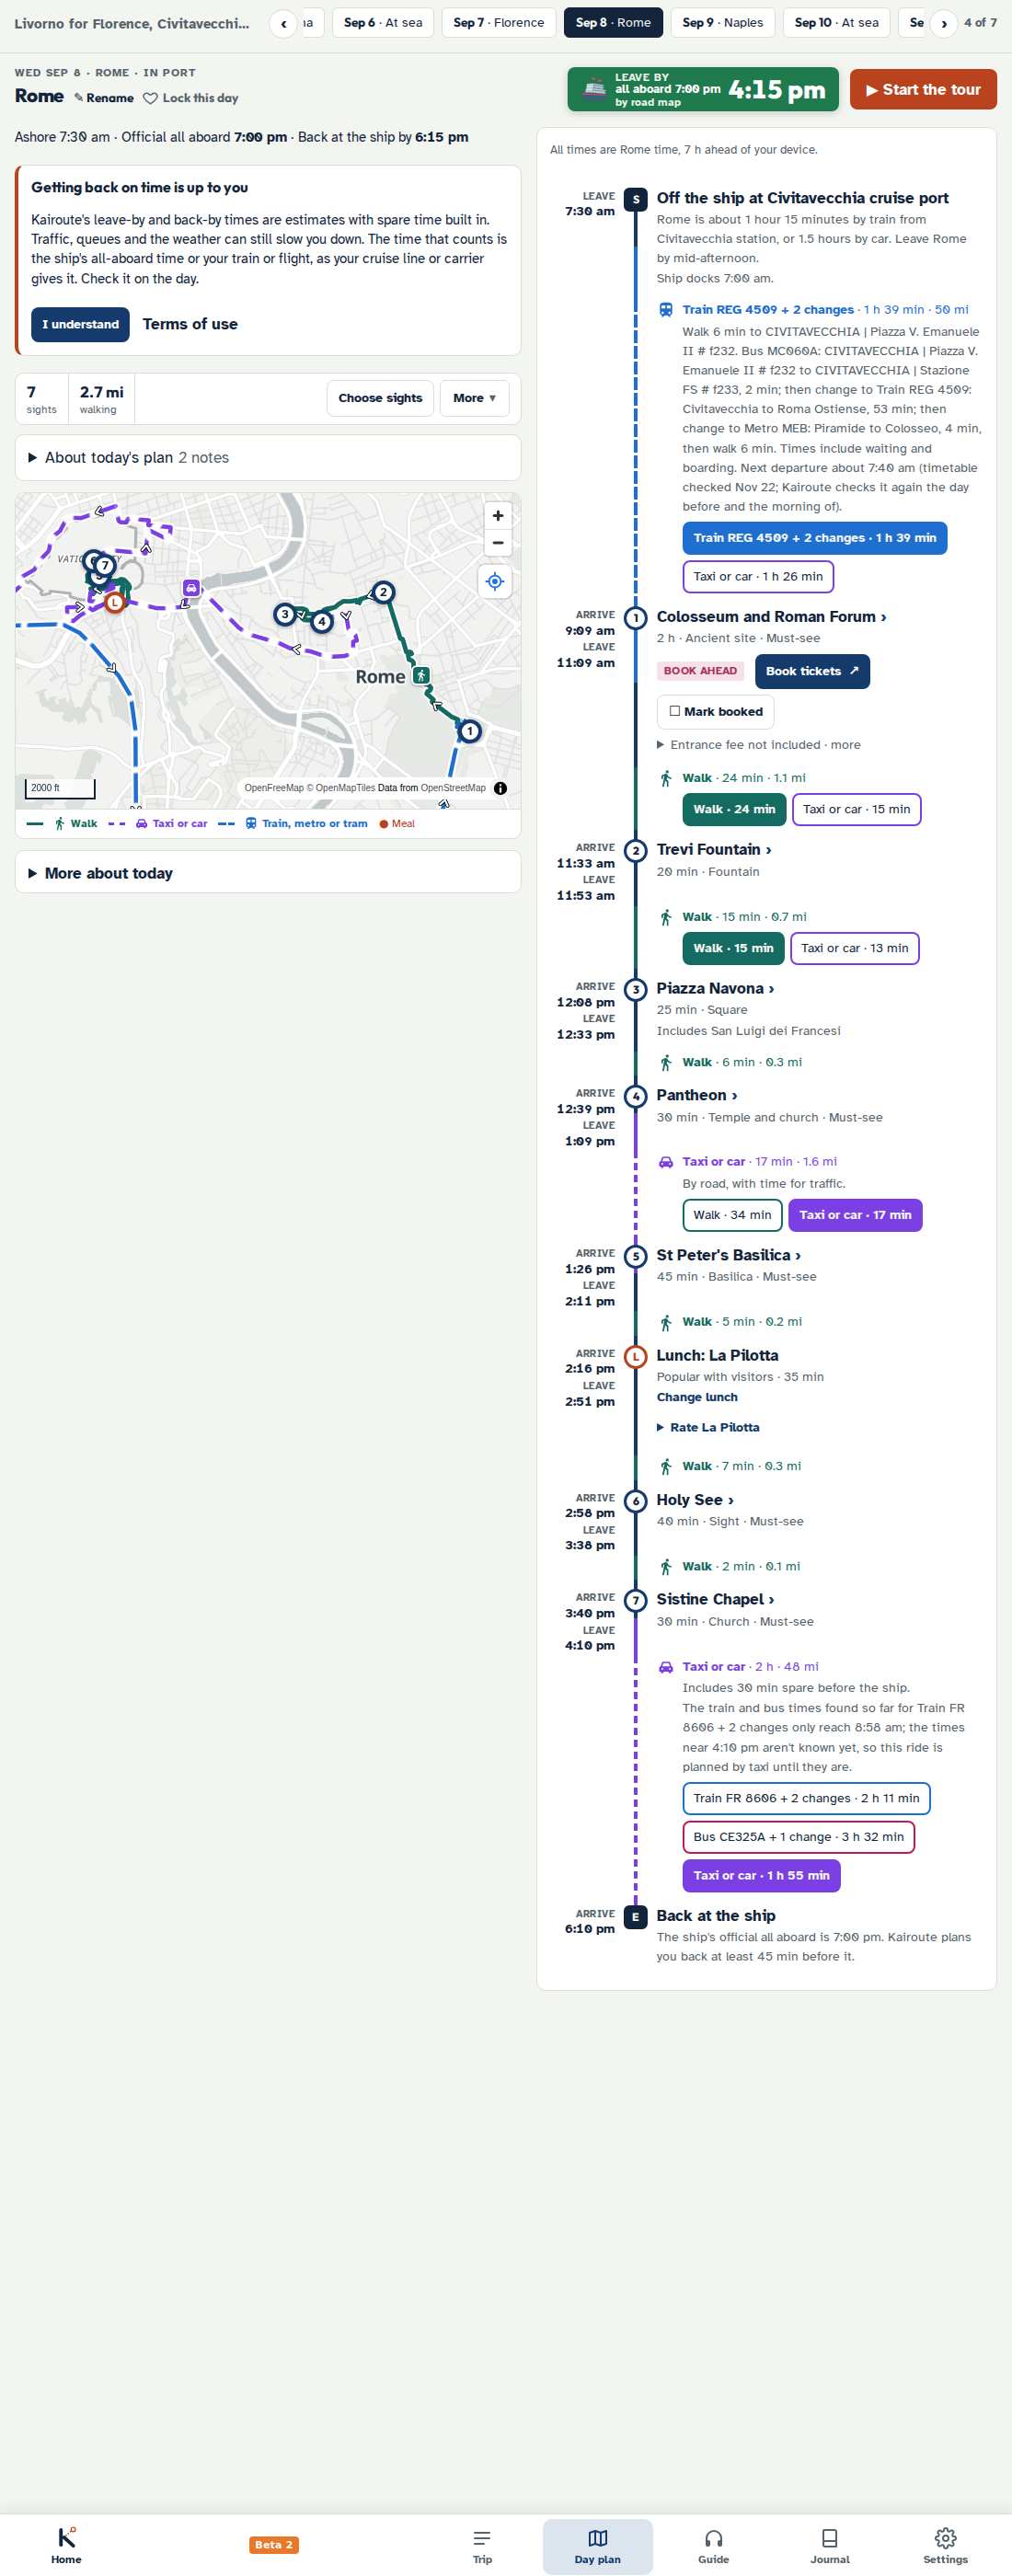 Livorno for Florence, Civitavecchi...
‹
na
Sep 6 · At sea
Sep 7 · Florence
Sep 8 · Rome
Sep 9 · Naples
Sep 10 · At sea
Se
›
4 of 7
WED SEP 8 · ROME · IN PORT
Rome
✎ Rename
Lock this day
LEAVE BY
all aboard 7:00 pm
by road map
4:15 pm
▶ Start the tour
Ashore 7:30 am · Official all aboard 7:00 pm · Back at the ship by 6:15 pm
Getting back on time is up to you
Kairoute's leave-by and back-by times are estimates with spare time built in.
Traffic, queues and the weather can still slow you down. The time that counts is
the ship's all-aboard time or your train or flight, as your cruise line or carrier
gives it. Check it on the day.
I understand
Terms of use
7
sights
2.7 mi
walking
Choose sights
More ▼
▶ About today's plan 2 notes
7
L
2
3
4
Rome
1
+
−
2000 ft
OpenFreeMap © OpenMapTiles Data from OpenStreetMap
Walk
Taxi or car
Train, metro or tram
Meal
▶ More about today
All times are Rome time, 7 h ahead of your device.
LEAVE
7:30 am
S
Off the ship at Civitavecchia cruise port
Rome is about 1 hour 15 minutes by train from
Civitavecchia station, or 1.5 hours by car. Leave Rome
by mid-afternoon.
Ship docks 7:00 am.
Train REG 4509 + 2 changes · 1 h 39 min · 50 mi
Walk 6 min to CIVITAVECCHIA | Piazza V. Emanuele
II # f232. Bus MC060A: CIVITAVECCHIA | Piazza V.
Emanuele II # f232 to CIVITAVECCHIA | Stazione
FS # f233, 2 min; then change to Train REG 4509:
Civitavecchia to Roma Ostiense, 53 min; then
change to Metro MEB: Piramide to Colosseo, 4 min,
then walk 6 min. Times include waiting and
boarding. Next departure about 7:40 am (timetable
checked Nov 22; Kairoute checks it again the day
before and the morning of).
Train REG 4509 + 2 changes · 1 h 39 min
Taxi or car · 1 h 26 min
ARRIVE
9:09 am
LEAVE
11:09 am
1
Colosseum and Roman Forum ›
2 h · Ancient site · Must-see
BOOK AHEAD
Book tickets ↗
☐ Mark booked
▶ Entrance fee not included · more
Walk · 24 min · 1.1 mi
Walk · 24 min
Taxi or car · 15 min
ARRIVE
11:33 am
LEAVE
11:53 am
2
Trevi Fountain ›
20 min · Fountain
Walk · 15 min · 0.7 mi
Walk · 15 min
Taxi or car · 13 min
ARRIVE
12:08 pm
LEAVE
12:33 pm
3
Piazza Navona ›
25 min · Square
Includes San Luigi dei Francesi
Walk · 6 min · 0.3 mi
ARRIVE
12:39 pm
LEAVE
1:09 pm
4
Pantheon ›
30 min · Temple and church · Must-see
Taxi or car · 17 min · 1.6 mi
By road, with time for traffic.
Walk · 34 min
Taxi or car · 17 min
ARRIVE
1:26 pm
LEAVE
2:11 pm
5
St Peter's Basilica ›
45 min · Basilica · Must-see
Walk · 5 min · 0.2 mi
ARRIVE
2:16 pm
LEAVE
2:51 pm
L
Lunch: La Pilotta
Popular with visitors · 35 min
Change lunch
▶ Rate La Pilotta
Walk · 7 min · 0.3 mi
ARRIVE
2:58 pm
LEAVE
3:38 pm
6
Holy See ›
40 min · Sight · Must-see
Walk · 2 min · 0.1 mi
ARRIVE
3:40 pm
LEAVE
4:10 pm
7
Sistine Chapel ›
30 min · Church · Must-see
Taxi or car · 2 h · 48 mi
Includes 30 min spare before the ship.
The train and bus times found so far for Train FR
8606 + 2 changes only reach 8:58 am; the times
near 4:10 pm aren't known yet, so this ride is
planned by taxi until they are.
Train FR 8606 + 2 changes · 2 h 11 min
Bus CE325A + 1 change · 3 h 32 min
Taxi or car · 1 h 55 min
ARRIVE
6:10 pm
E
Back at the ship
The ship's official all aboard is 7:00 pm. Kairoute plans
you back at least 45 min before it.
Home
Beta 2
Trip
Day plan
Guide
Journal
Settings